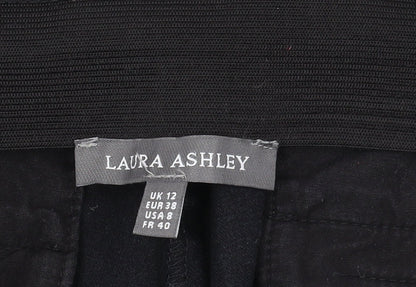 LAURA ASHLEY
UK 12
EUR 38
USA 8
FR 40